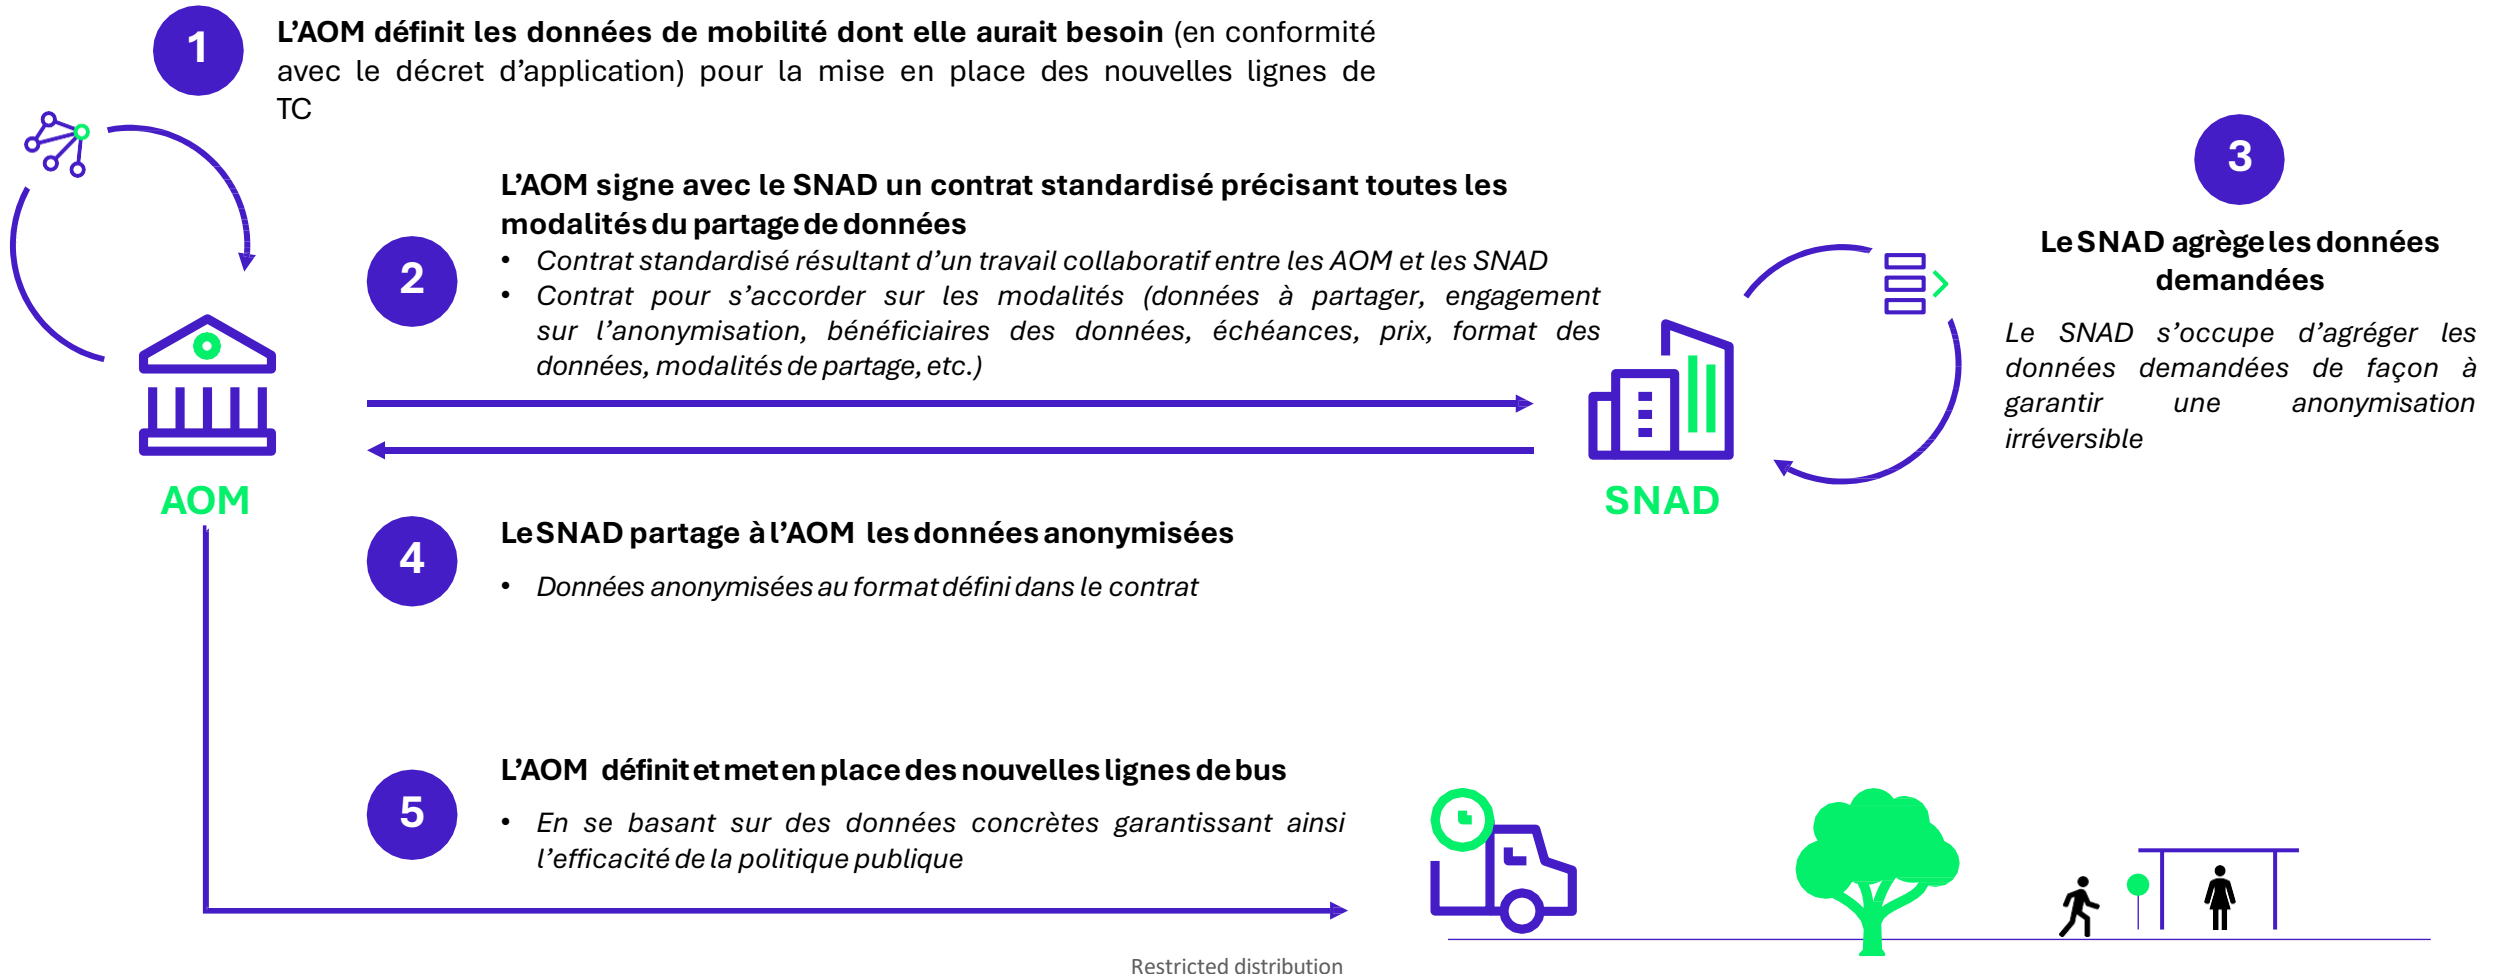 1
L’AOM définit les données de mobilité dont elle aurait besoin (en conformité
avec le décret d’application) pour la mise en place des nouvelles lignes de
TC
2
L’AOM signe avec le SNAD un contrat standardisé précisant toutes les
modalités du partage de données
• Contrat standardisé résultant d’un travail collaboratif entre les AOM et les SNAD
• Contrat pour s’accorder sur les modalités (données à partager, engagement
sur l’anonymisation, bénéficiaires des données, échéances, prix, format des
données, modalités de partage, etc.)
3
Le SNAD agrège les données
demandées
Le SNAD s’occupe d’agréger les
données demandées de façon à
garantir une anonymisation
irréversible
AOM
SNAD
4
Le SNAD partage à l’AOM les données anonymisées
• Données anonymisées au format défini dans le contrat
5
L’AOM définit et met en place des nouvelles lignes de bus
• En se basant sur des données concrètes garantissant ainsi
l’efficacité de la politique publique
Restricted distribution